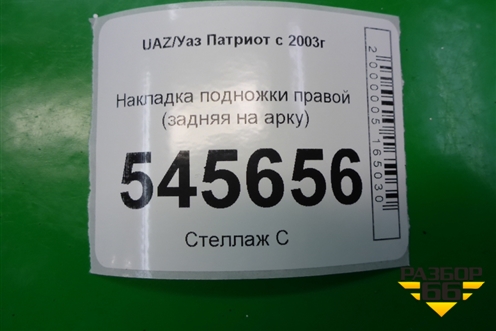 UAZ/Уаз Патриот с 2003г
Накладка подножки правой
(задняя на арку)
545656
Стеллаж С
2000005165030
РАЗБОР
66